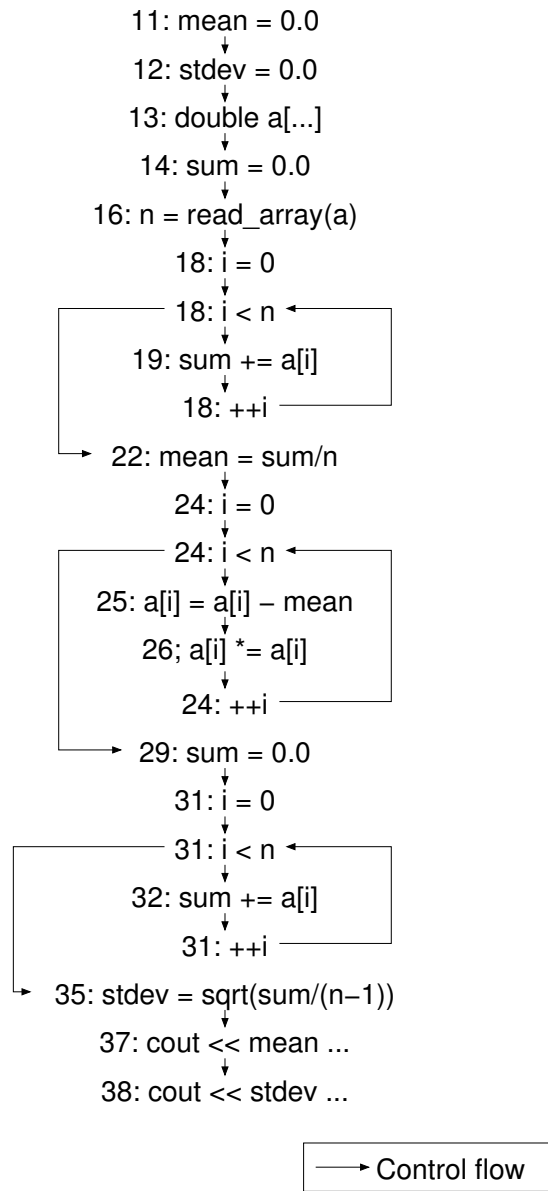 11: mean = 0.0
12: stdev = 0.0
13: double a[...]
14: sum = 0.0
16: n = read_array(a)
18: i = 0
18: i < n
19: sum += a[i]
18: ++i
22: mean = sum/n
24: i = 0
24: i < n
25: a[i] = a[i] − mean
26; a[i] *= a[i]
24: ++i
29: sum = 0.0
31: i = 0
31: i < n
32: sum += a[i]
31: ++i
35: stdev = sqrt(sum/(n−1))
37: cout << mean ...
38: cout << stdev ...
Control flow